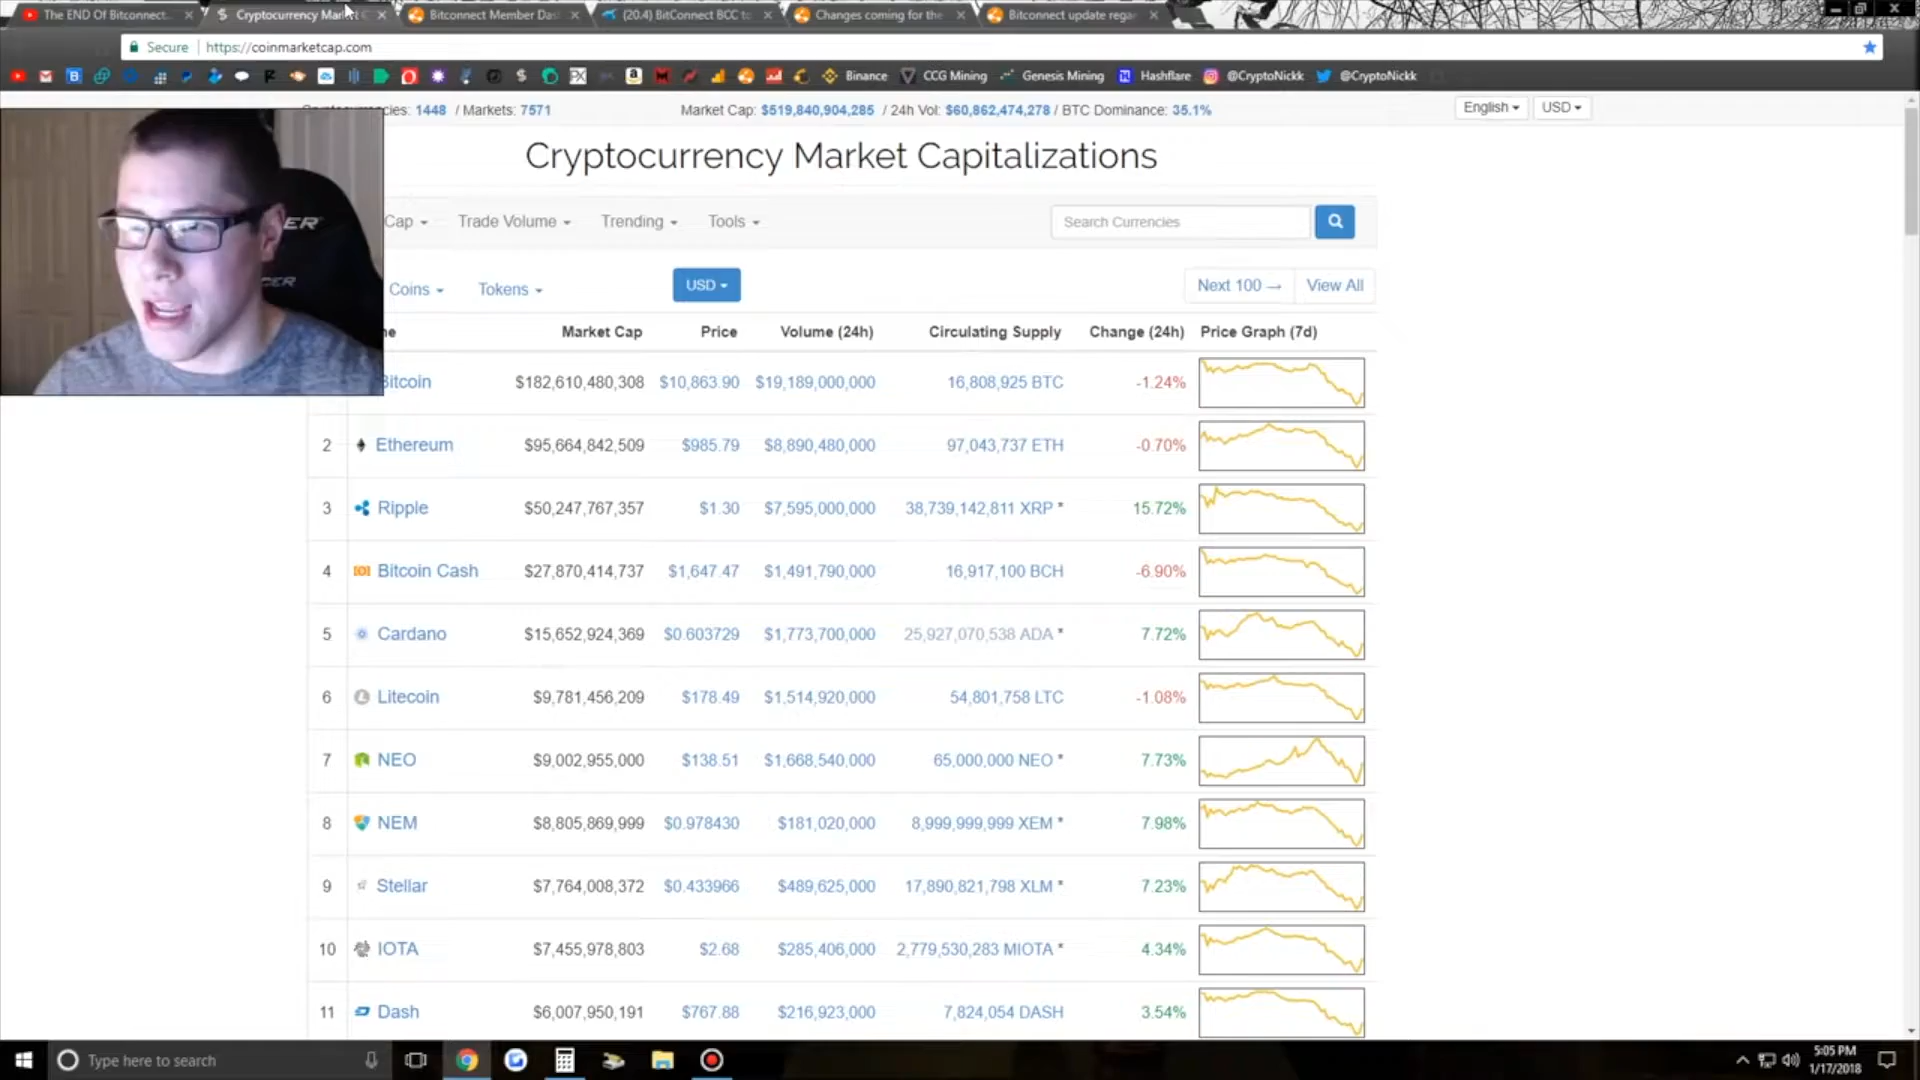 The END Of Bitconnect
Cryptocurrency Market C
Bitconnect Member Das
(20.4) BitConnect BCC to
Changes coming for the
Bitconnect update rega
Secure | https://coinmarketcap.com
Binance CCG Mining Genesis Mining Hashflare @CryptoNickk @CryptoNickk
cies: 1448 / Markets: 7571 Market Cap: $519,840,904,285 / 24h Vol: $60,862,474,278 / BTC Dominance: 35.1% English USD
Cryptocurrency Market Capitalizations
Cap Trade Volume Trending Tools Search Currencies
Coins Tokens USD Next 100 → View All
ne Market Cap Price Volume (24h) Circulating Supply Change (24h) Price Graph (7d)
Bitcoin $182,610,480,308 $10,863.90 $19,189,000,000 16,808,925 BTC -1.24%
2 Ethereum $95,664,842,509 $985.79 $8,890,480,000 97,043,737 ETH -0.70%
3 Ripple $50,247,767,357 $1.30 $7,595,000,000 38,739,142,811 XRP * 15.72%
4 Bitcoin Cash $27,870,414,737 $1,647.47 $1,491,790,000 16,917,100 BCH -6.90%
5 Cardano $15,652,924,369 $0.603729 $1,773,700,000 25,927,070,538 ADA * 7.72%
6 Litecoin $9,781,456,209 $178.49 $1,514,920,000 54,801,758 LTC -1.08%
7 NEO $9,002,955,000 $138.51 $1,668,540,000 65,000,000 NEO * 7.73%
8 NEM $8,805,869,999 $0.978430 $181,020,000 8,999,999,999 XEM * 7.98%
9 Stellar $7,764,008,372 $0.433966 $489,625,000 17,890,821,798 XLM * 7.23%
10 IOTA $7,455,978,803 $2.68 $285,406,000 2,779,530,283 MIOTA * 4.34%
11 Dash $6,007,950,191 $767.88 $216,923,000 7,824,054 DASH 3.54%
Type here to search
5:05 PM
1/17/2018